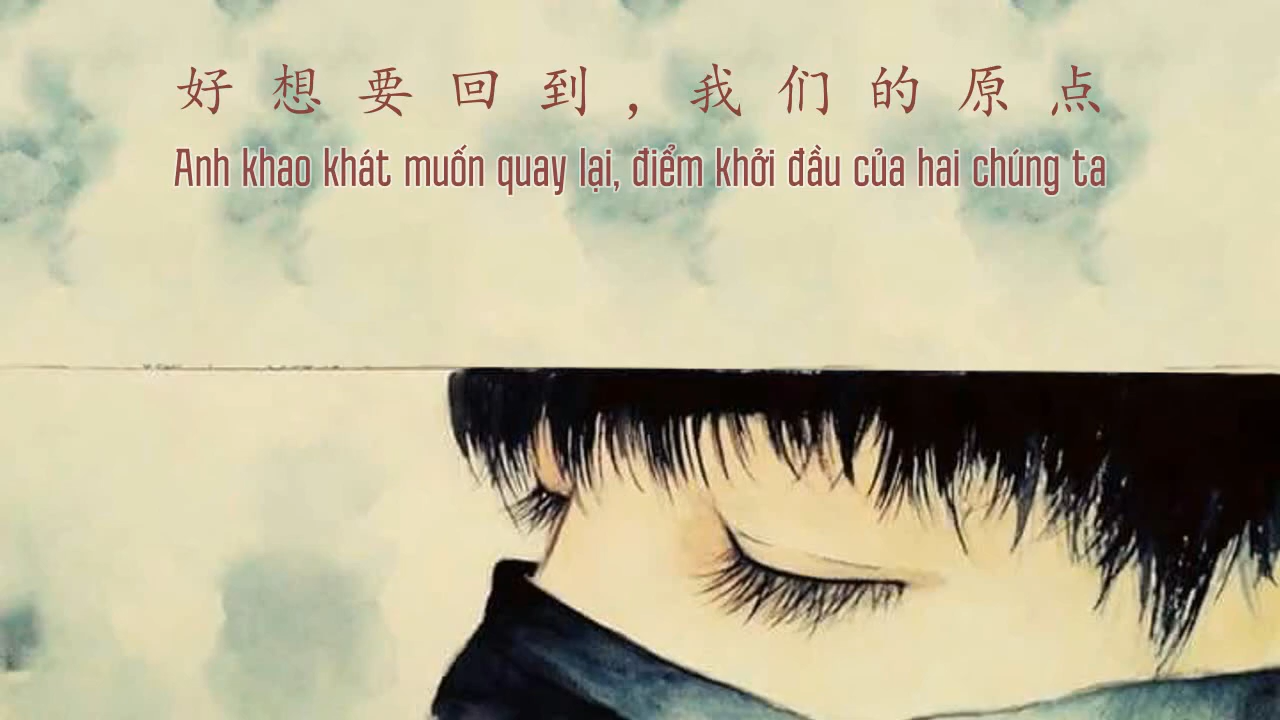 好想要回到，我们的原点
Anh khao khát muốn quay lại, điểm khởi đầu của hai chúng ta